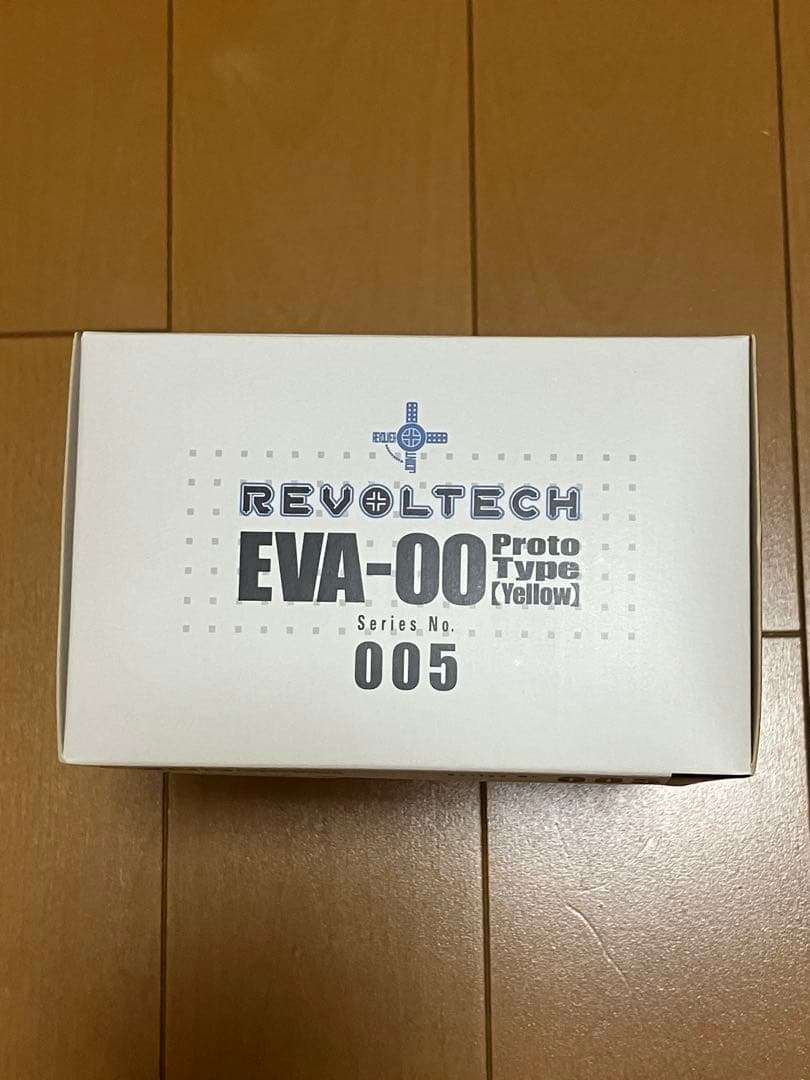 REVOLTECH
EVA-00 Proto Type【Yellow】
Series No.
005